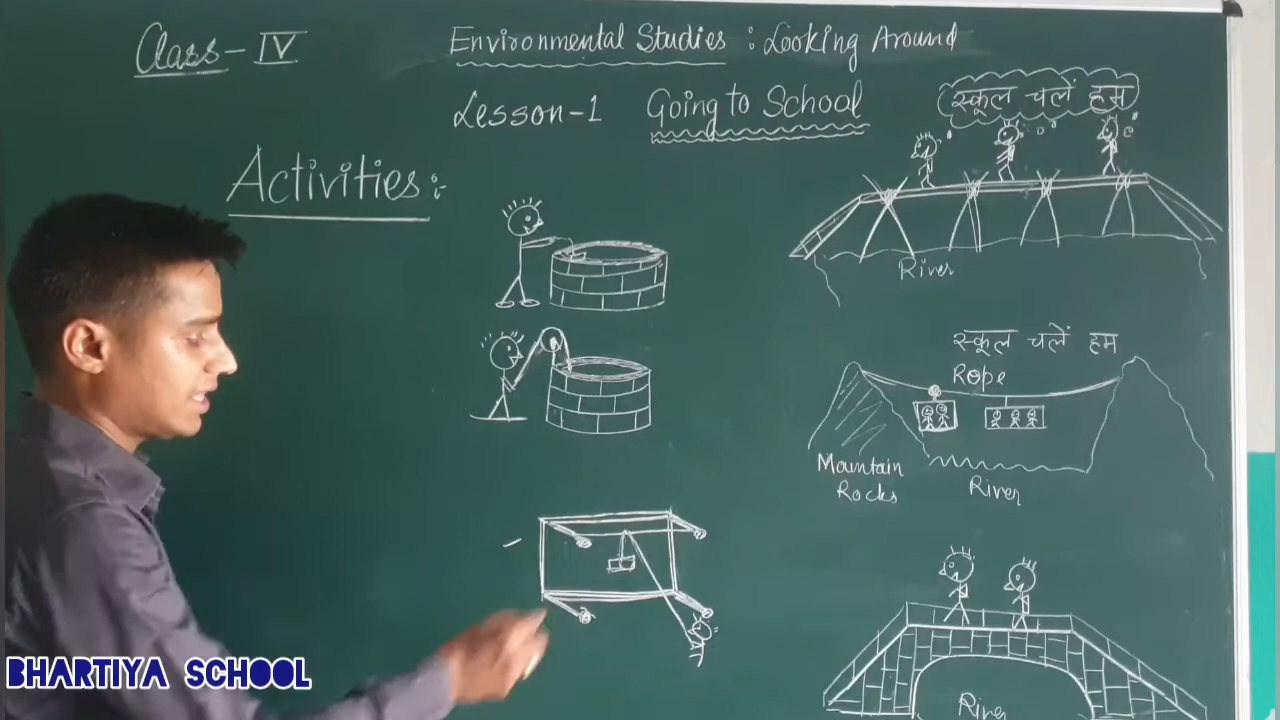 Class - IV
Environmental Studies : Looking Around
Lesson-1 Going to School
स्कूल चलें हम
Activities :-
River
स्कूल चलें हम
Rope
Mountain
Rocks
River
River
BHARTIYA SCHOOL